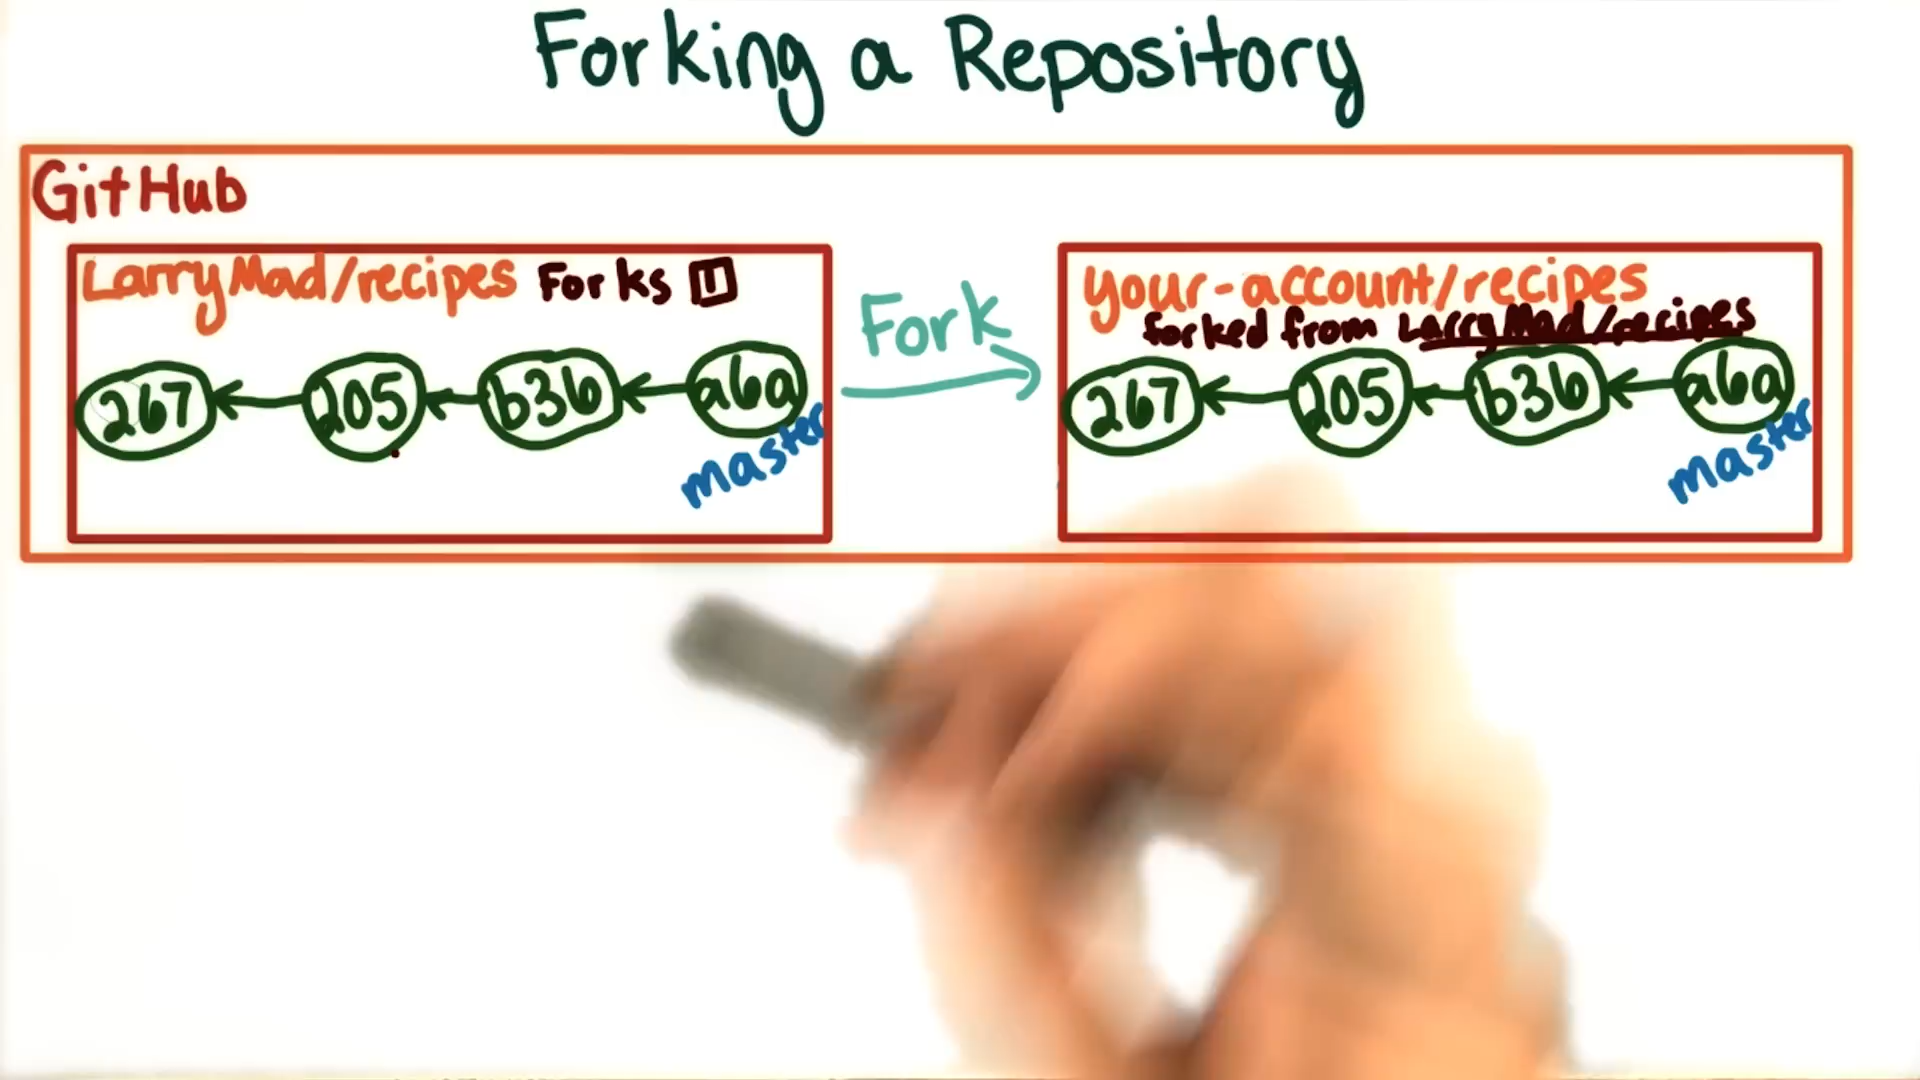 Forking a Repository
GitHub
LarryMad/recipes Forks 1
267 205 b3b a6a
master
Fork
your-account/recipes
forked from LarryMad/recipes
267 205 b3b a6a
master